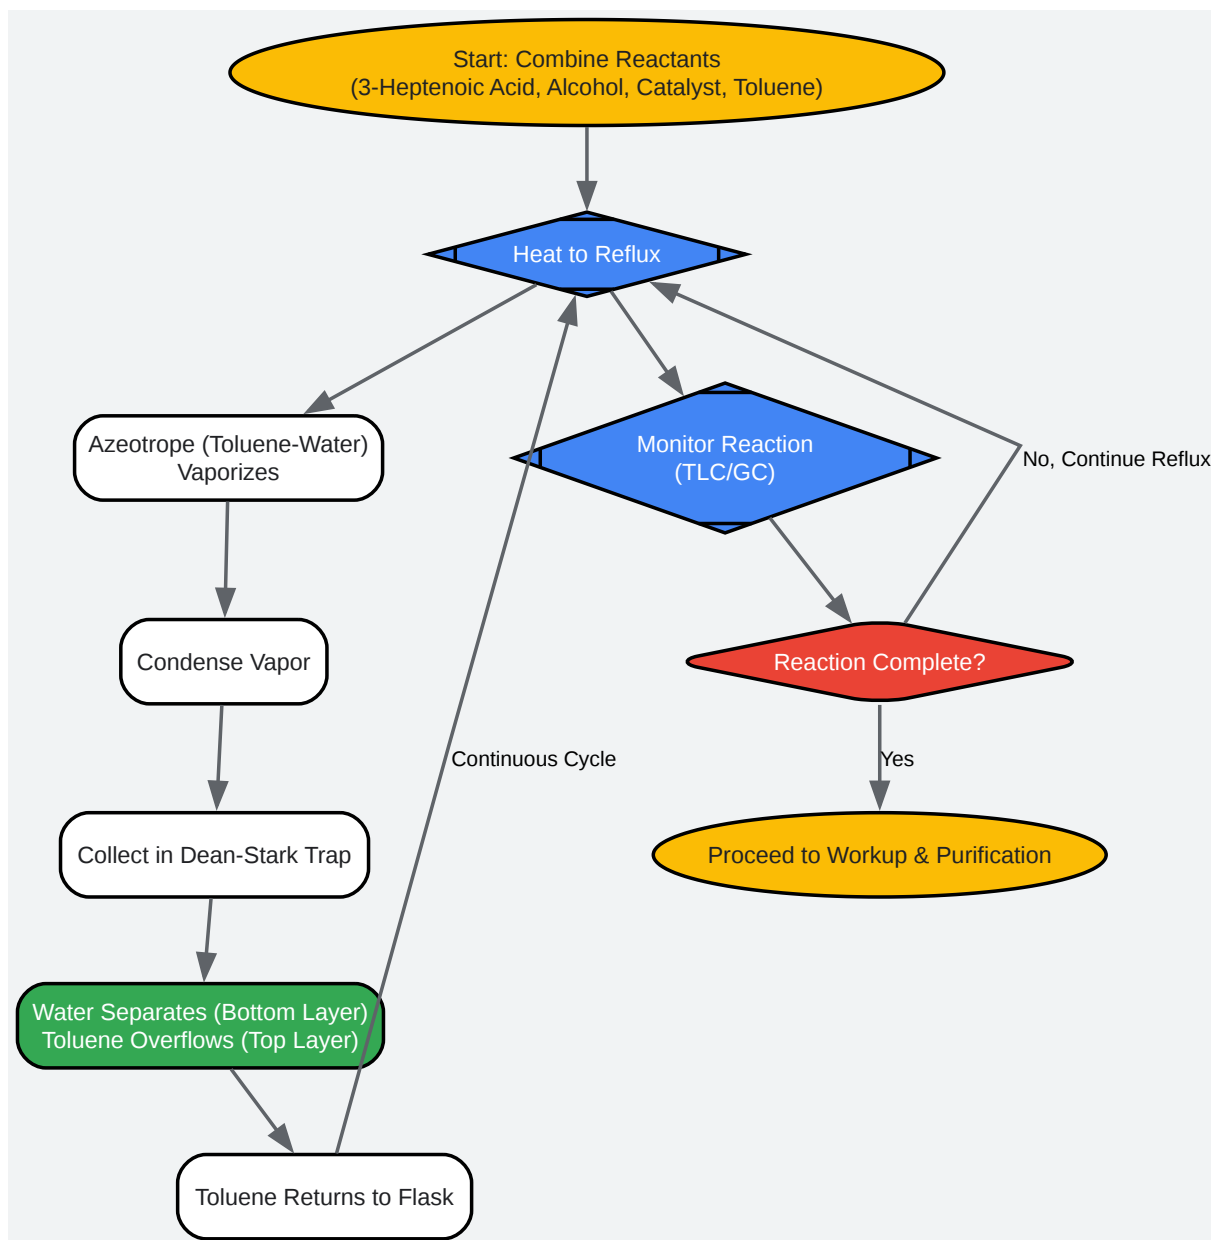 Start: Combine Reactants
(3-Heptenoic Acid, Alcohol, Catalyst, Toluene)
Heat to Reflux
Azeotrope (Toluene-Water)
Vaporizes
Monitor Reaction
(TLC/GC)
No, Continue Reflux
Condense Vapor
Reaction Complete?
Continuous Cycle
Yes
Collect in Dean-Stark Trap
Proceed to Workup & Purification
Water Separates (Bottom Layer)
Toluene Overflows (Top Layer)
Toluene Returns to Flask